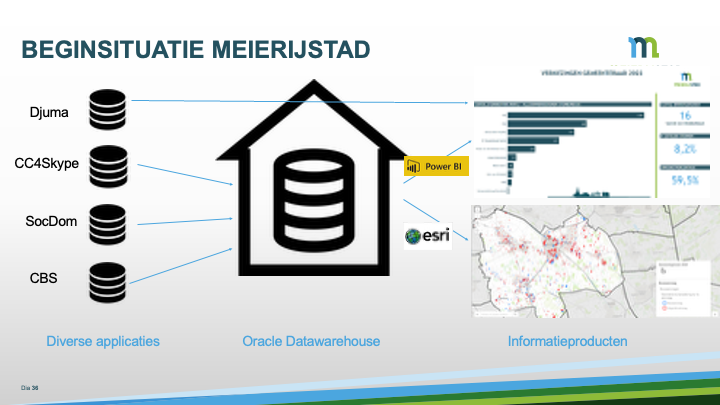 BEGINSITUATIE MEIERIJSTAD
Djuma
CC4Skype
SocDom
CBS
Power BI
esri
16
8,2%
59,5%
Diverse applicaties
Oracle Datawarehouse
Informatieproducten
Dia 36